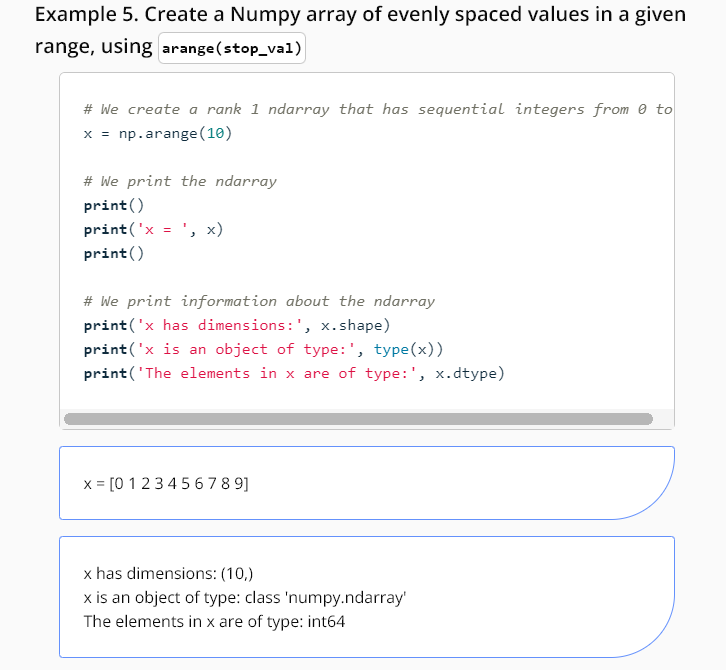 Example 5. Create a Numpy array of evenly spaced values in a given
range, using arange(stop_val)
# We create a rank 1 ndarray that has sequential integers from 0 to
x = np.arange(10)
# We print the ndarray
print()
print('x = ', x)
print()
# We print information about the ndarray
print('x has dimensions:', x.shape)
print('x is an object of type:', type(x))
print('The elements in x are of type:', x.dtype)
x = [0 1 2 3 4 5 6 7 8 9]
x has dimensions: (10,)
x is an object of type: class 'numpy.ndarray'
The elements in x are of type: int64